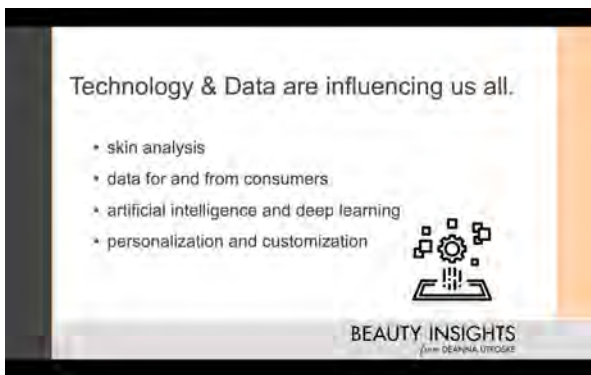 Technology & Data are influencing us all.
• skin analysis
• data for and from consumers
• artificial intelligence and deep learning
• personalization and customization
BEAUTY INSIGHTS
from DEANNA UTROSKE